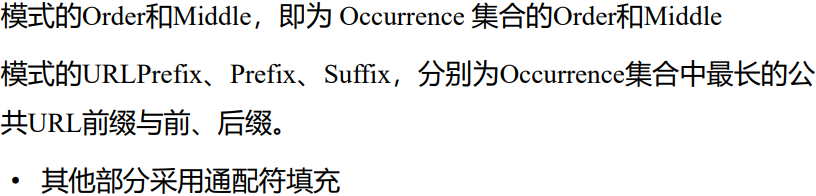 模式的Order和Middle，即为 Occurrence 集合的Order和Middle
模式的URLPrefix、Prefix、Suffix，分别为Occurrence集合中最长的公
共URL前缀与前、后缀。
• 其他部分采用通配符填充